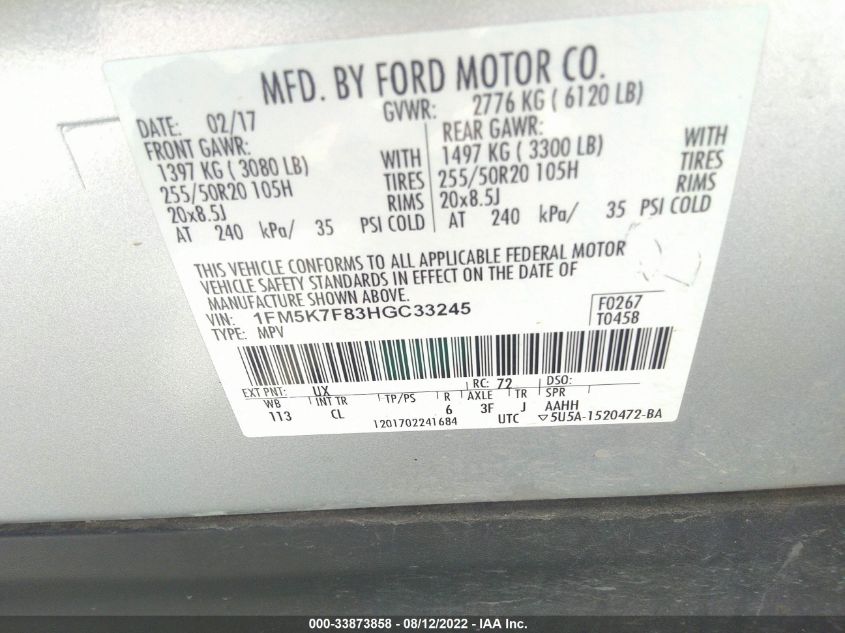 MFD. BY FORD MOTOR CO.
DATE: 02/17 GVWR: 2776 KG ( 6120 LB)
FRONT GAWR: REAR GAWR:
1397 KG ( 3080 LB) WITH 1497 KG ( 3300 LB) WITH
255/50R20 105H TIRES 255/50R20 105H TIRES
20x8.5J RIMS 20x8.5J RIMS
AT 240 kPa/ 35 PSI COLD AT 240 kPa/ 35 PSI COLD
THIS VEHICLE CONFORMS TO ALL APPLICABLE FEDERAL MOTOR
VEHICLE SAFETY STANDARDS IN EFFECT ON THE DATE OF
MANUFACTURE SHOWN ABOVE.
VIN: 1FM5K7F83HGC33245 F0267
TYPE: MPV T0458
EXT PNT: UX RC: 72 DSO:
WB INT TR TP/PS R AXLE TR SPR
113 CL 6 3F J AAHH
1201702241684 UTC ▽5U5A-1520472-BA
000-33873858 - 08/12/2022 - IAA Inc.